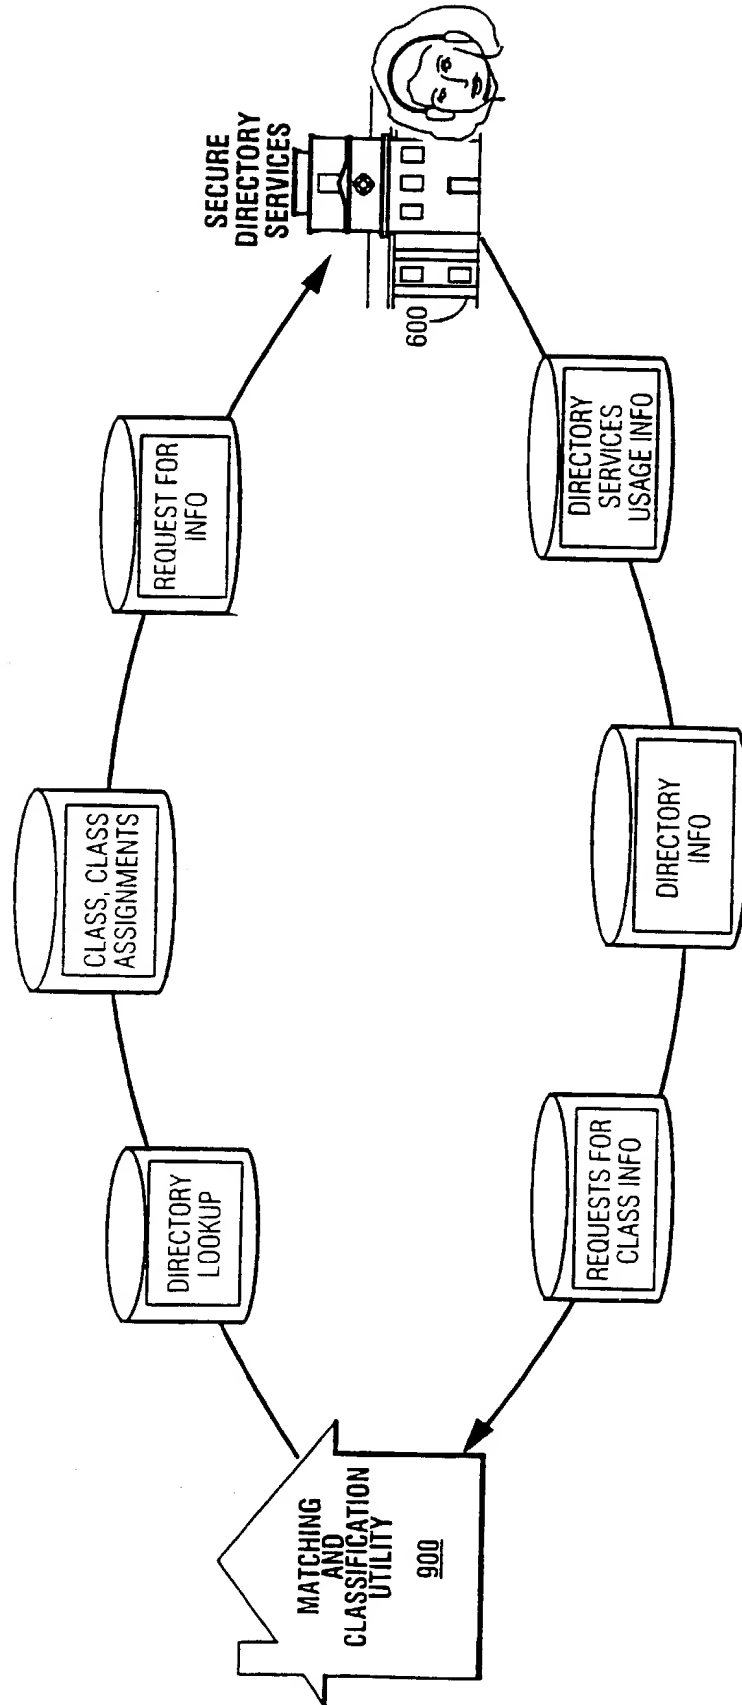 SECURE
DIRECTORY
SERVICES
600
REQUEST FOR
INFO
CLASS, CLASS
ASSIGNMENTS
DIRECTORY
LOOKUP
MATCHING
AND
CLASSIFICATION
UTILITY
900
REQUESTS FOR
CLASS INFO
DIRECTORY
INFO
DIRECTORY
SERVICES
USAGE INFO